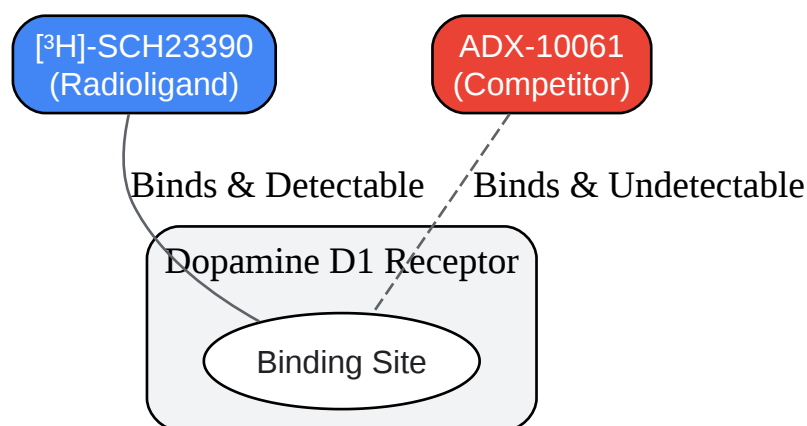 [³H]-SCH23390
(Radioligand)
ADX-10061
(Competitor)
Binds & Detectable
Binds & Undetectable
Dopamine D1 Receptor
Binding Site